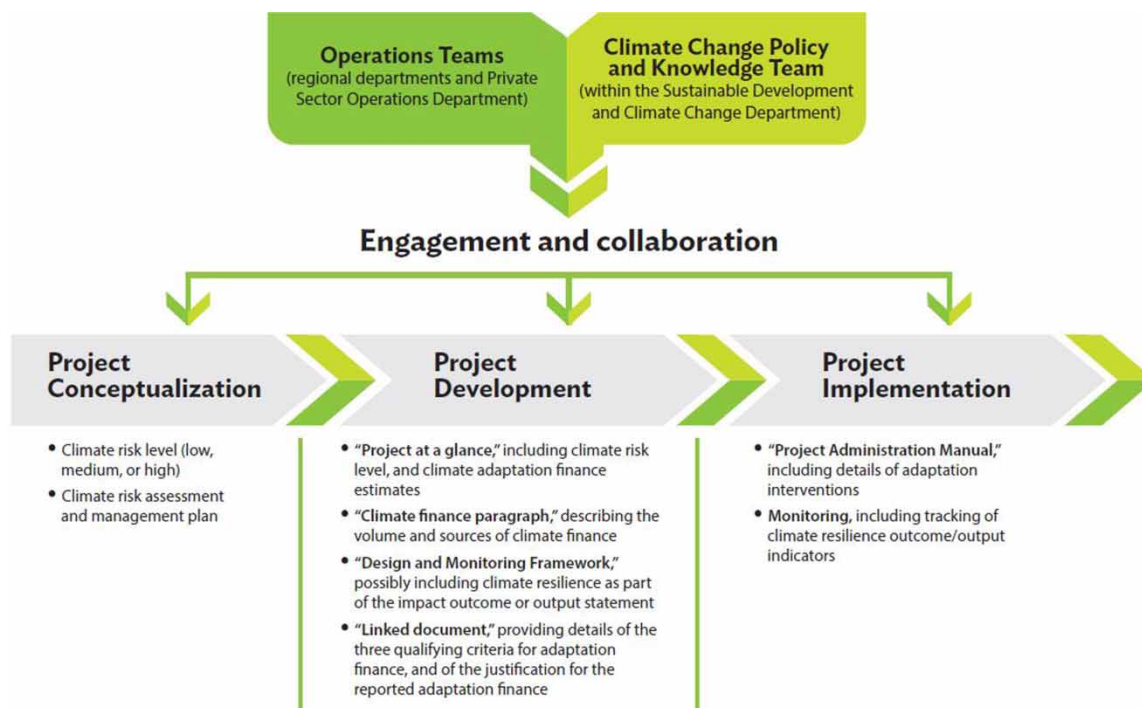 Operations Teams
(regional departments and Private
Sector Operations Department)
Climate Change Policy
and Knowledge Team
(within the Sustainable Development
and Climate Change Department)
Engagement and collaboration
Project
Conceptualization
• Climate risk level (low,
medium, or high)
• Climate risk assessment
and management plan
Project
Development
• “Project at a glance,” including climate risk
level, and climate adaptation finance
estimates
• “Climate finance paragraph,” describing the
volume and sources of climate finance
• “Design and Monitoring Framework,”
possibly including climate resilience as part
of the impact outcome or output statement
• “Linked document,” providing details of the
three qualifying criteria for adaptation
finance, and of the justification for the
reported adaptation finance
Project
Implementation
• “Project Administration Manual,”
including details of adaptation
interventions
• Monitoring, including tracking of
climate resilience outcome/output
indicators